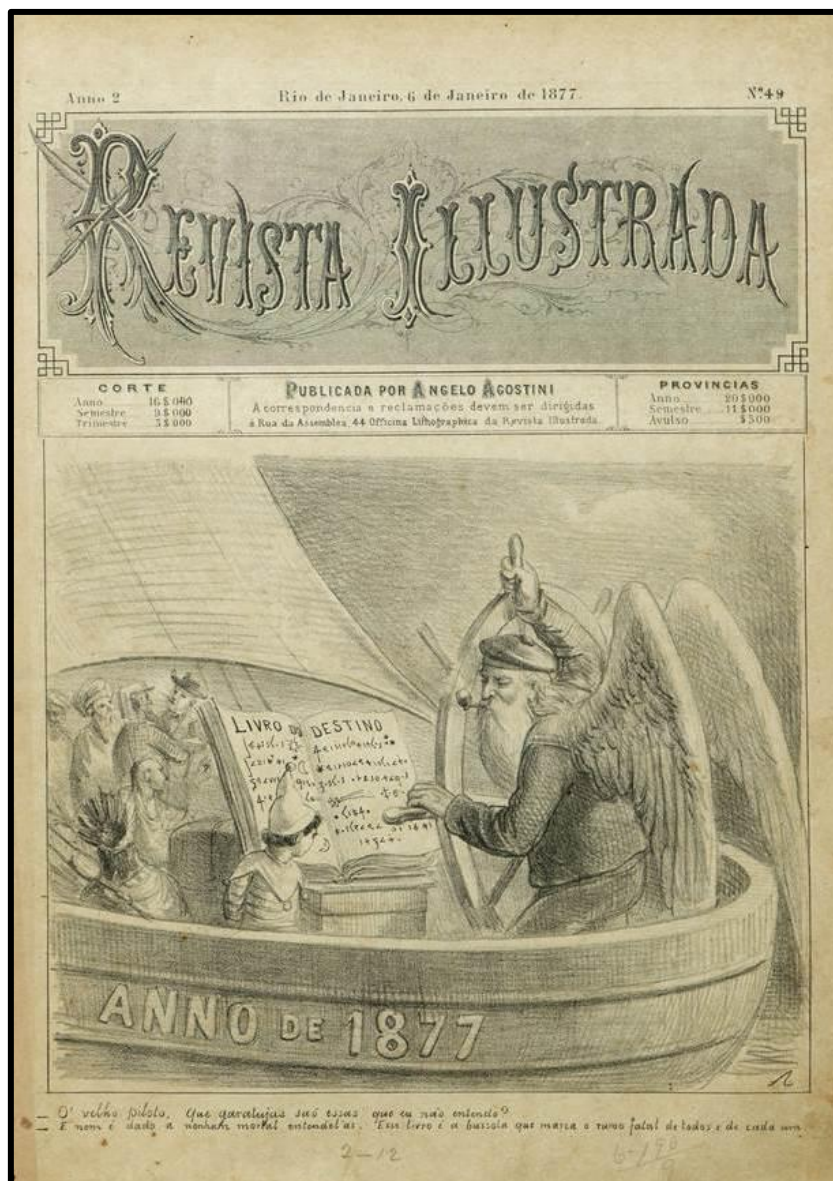 Anno 2 Rio de Janeiro, 6 de Janeiro de 1877. Nº 49
REVISTA ILLUSTRADA
CORTE
Anno 16$000
Semestre 9$000
Trimestre 5$000
PUBLICADA POR ANGELO AGOSTINI
A correspondencia e reclamações devem ser dirigidas
á Rua da Assemblea, 44 Officina Lithographica da Revista Illustrada.
PROVINCIAS
Anno 20$000
Semestre 11$000
Avulso $500
LIVRO DO DESTINO
ANNO DE 1877
— O' velho piloto, que garatujas saó essas que eu não entendo?
— E nem é dado a nenham mortal entendel'as. Esse livro é a bussola que marca o rumo fatal de todos e de cada um
2-12